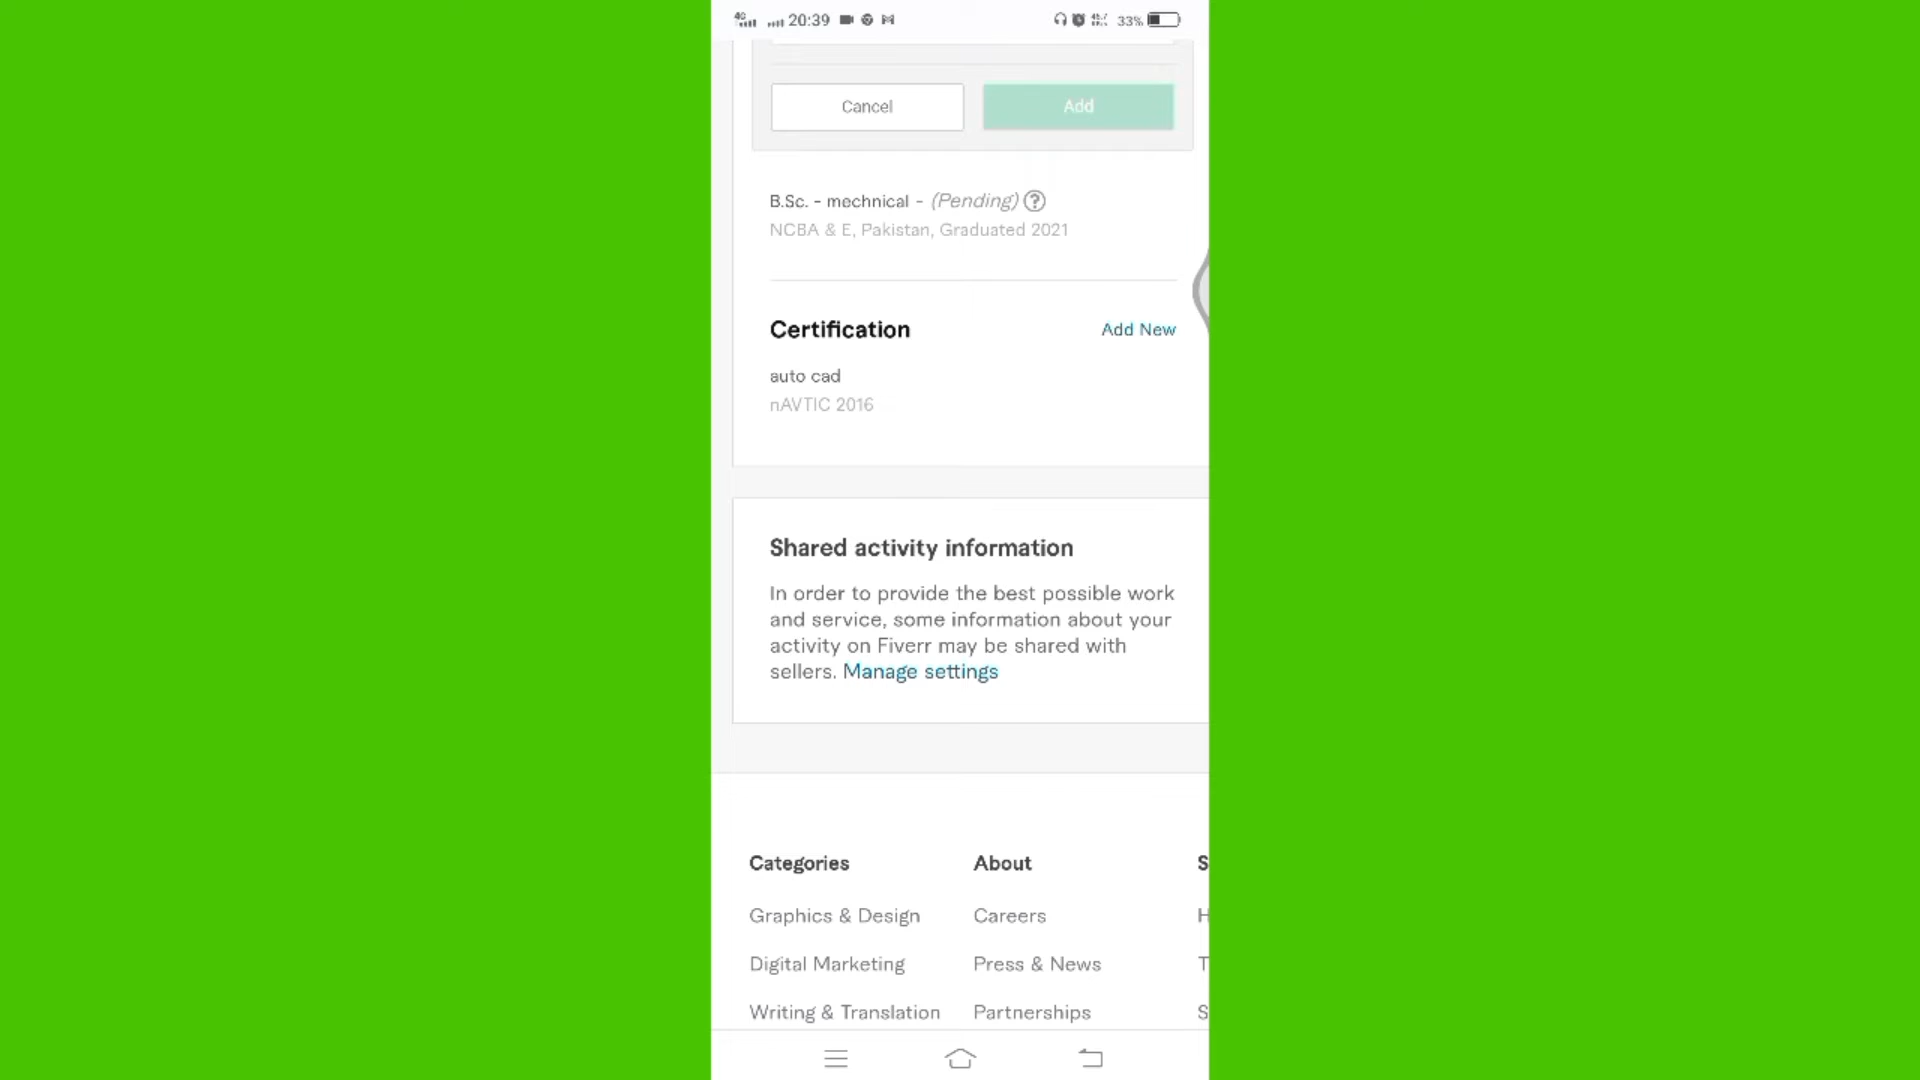 4G 20:39 33%
Cancel Add
B.Sc. - mechnical - (Pending) ?
NCBA & E, Pakistan, Graduated 2021
Certification Add New
auto cad
nAVTIC 2016
Shared activity information
In order to provide the best possible work
and service, some information about your
activity on Fiverr may be shared with
sellers. Manage settings
Categories About S
Graphics & Design Careers H
Digital Marketing Press & News T
Writing & Translation Partnerships S